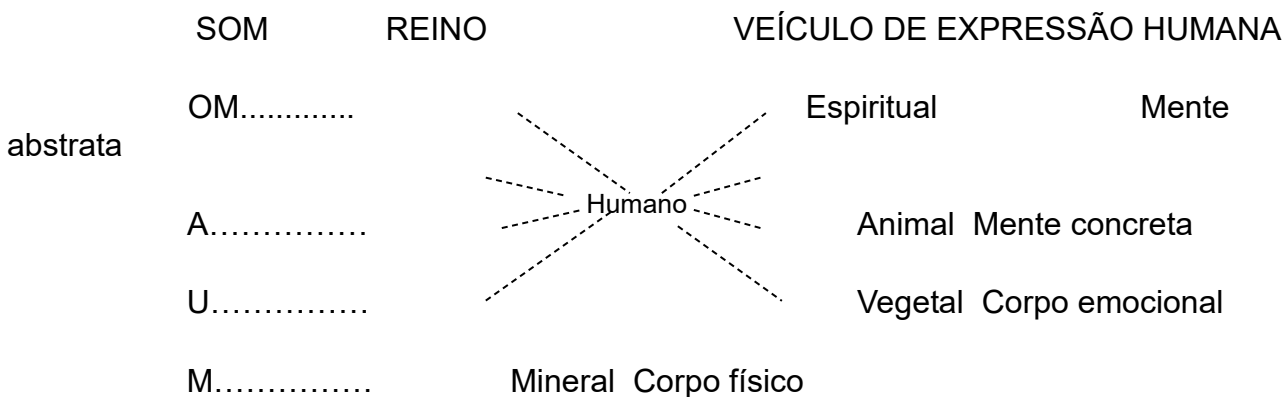 SOM REINO VEÍCULO DE EXPRESSÃO HUMANA
OM............. Espiritual Mente
abstrata
Humano
A…………… Animal Mente concreta
U…………… Vegetal Corpo emocional
M…………… Mineral Corpo físico